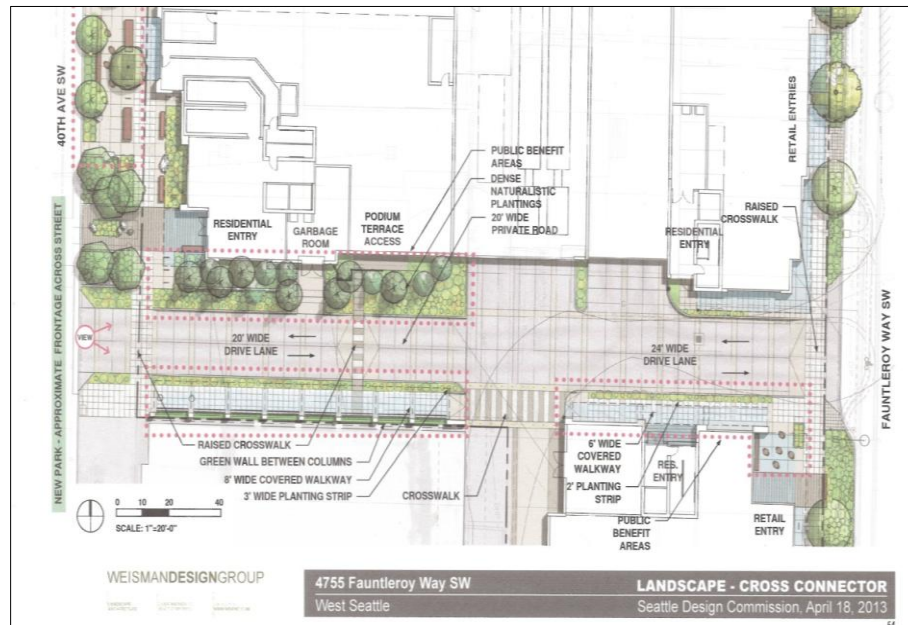 40TH AVE SW
NEW PARK - APPROXIMATE FRONTAGE ACROSS STREET
VIEW
RESIDENTIAL
ENTRY
GARBAGE
ROOM
PODIUM
TERRACE
ACCESS
PUBLIC BENEFIT
AREAS
DENSE
NATURALISTIC
PLANTINGS
20' WIDE
PRIVATE ROAD
RESIDENTIAL
ENTRY
RETAIL ENTRIES
RAISED
CROSSWALK
FAUNTLEROY WAY SW
20' WIDE
DRIVE LANE
24' WIDE
DRIVE LANE
RAISED CROSSWALK
GREEN WALL BETWEEN COLUMNS
8' WIDE COVERED WALKWAY
3' WIDE PLANTING STRIP
CROSSWALK
6' WIDE
COVERED
WALKWAY
2' PLANTING
STRIP
RES.
ENTRY
PUBLIC
BENEFIT
AREAS
RETAIL
ENTRY
0 10 20 40
SCALE: 1"=20'-0"
WEISMANDESIGNGROUP
4755 Fauntleroy Way SW
West Seattle
LANDSCAPE - CROSS CONNECTOR
Seattle Design Commission, April 18, 2013